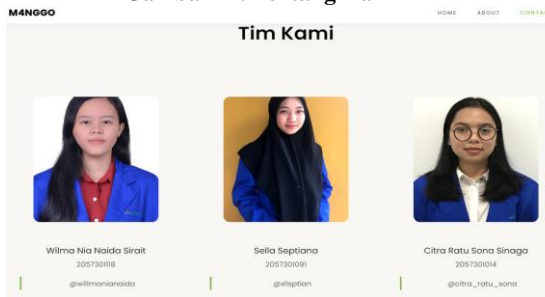 M4NGGO
HOME ABOUT
Tim Kami
Wilma Nia Naida Sirait
2057301118
@willmanianaida
Sella Septiana
2057301091
@xllsptian
Citra Ratu Sona Sinaga
2057301014
@citra_ratu_sona